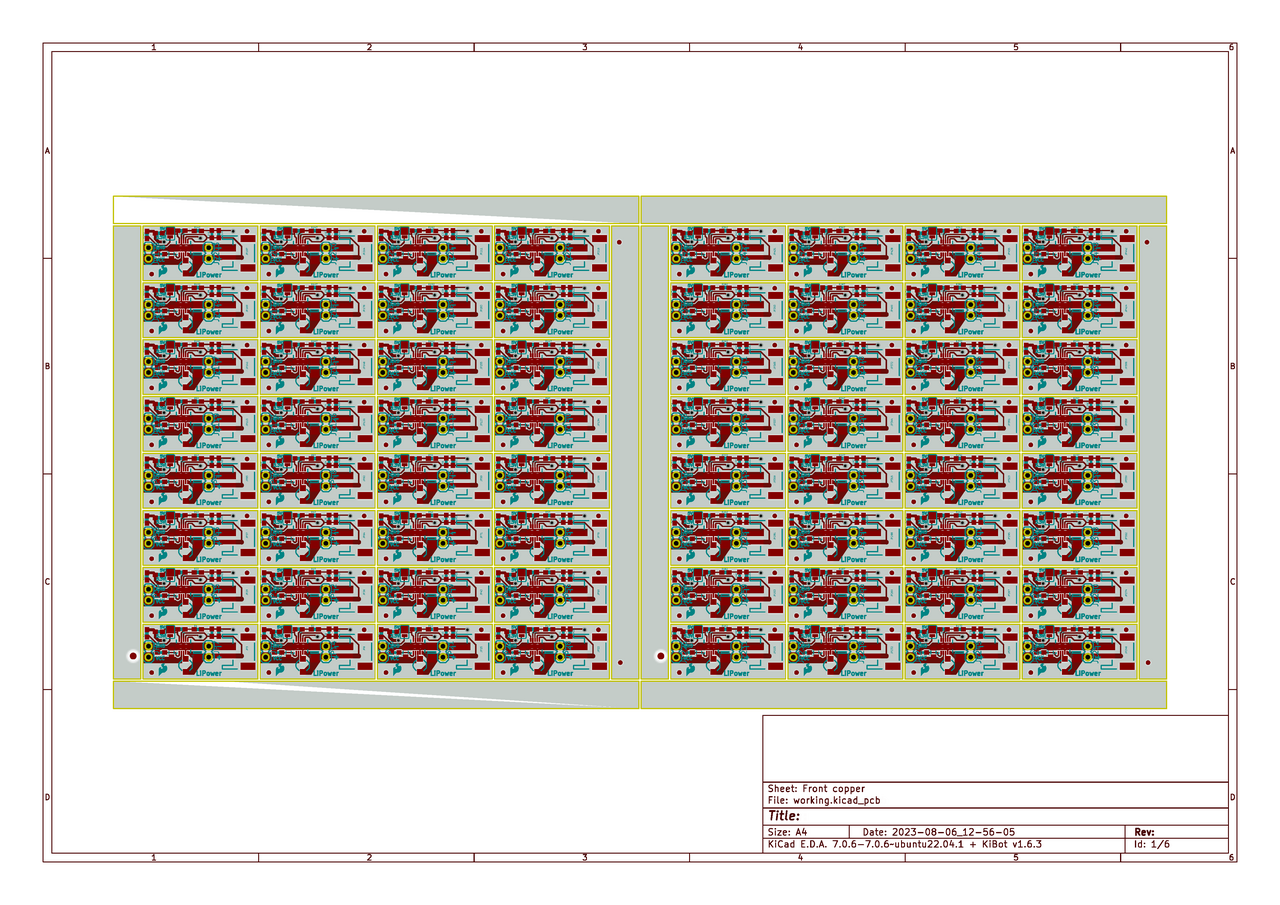 1 2 3 4 5 6
A A
LiPower LiPower LiPower LiPower LiPower LiPower LiPower LiPower
LiPower LiPower LiPower LiPower LiPower LiPower LiPower LiPower
B B
LiPower LiPower LiPower LiPower LiPower LiPower LiPower LiPower
LiPower LiPower LiPower LiPower LiPower LiPower LiPower LiPower
LiPower LiPower LiPower LiPower LiPower LiPower LiPower LiPower
LiPower LiPower LiPower LiPower LiPower LiPower LiPower LiPower
C C
LiPower LiPower LiPower LiPower LiPower LiPower LiPower LiPower
LiPower LiPower LiPower LiPower LiPower LiPower LiPower LiPower
Sheet: Front copper
D D
File: working.kicad_pcb
Title:
Size: A4 Date: 2023-08-06_12-56-05 Rev:
KiCad E.D.A. 7.0.6-7.0.6~ubuntu22.04.1 + KiBot v1.6.3 Id: 1/6
1 2 3 4 5 6